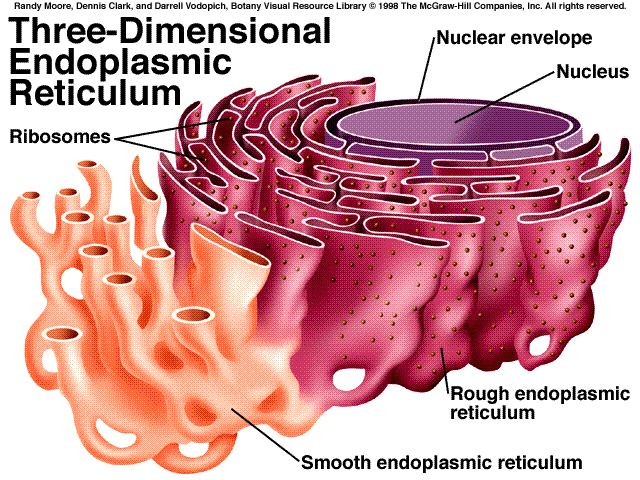 Randy Moore, Dennis Clark, and Darrell Vodopich, Botany Visual Resource Library © 1998 The McGraw-Hill Companies, Inc. All rights reserved.
Three-Dimensional
Endoplasmic
Reticulum
Nuclear envelope
Nucleus
Ribosomes
Rough endoplasmic
reticulum
Smooth endoplasmic reticulum